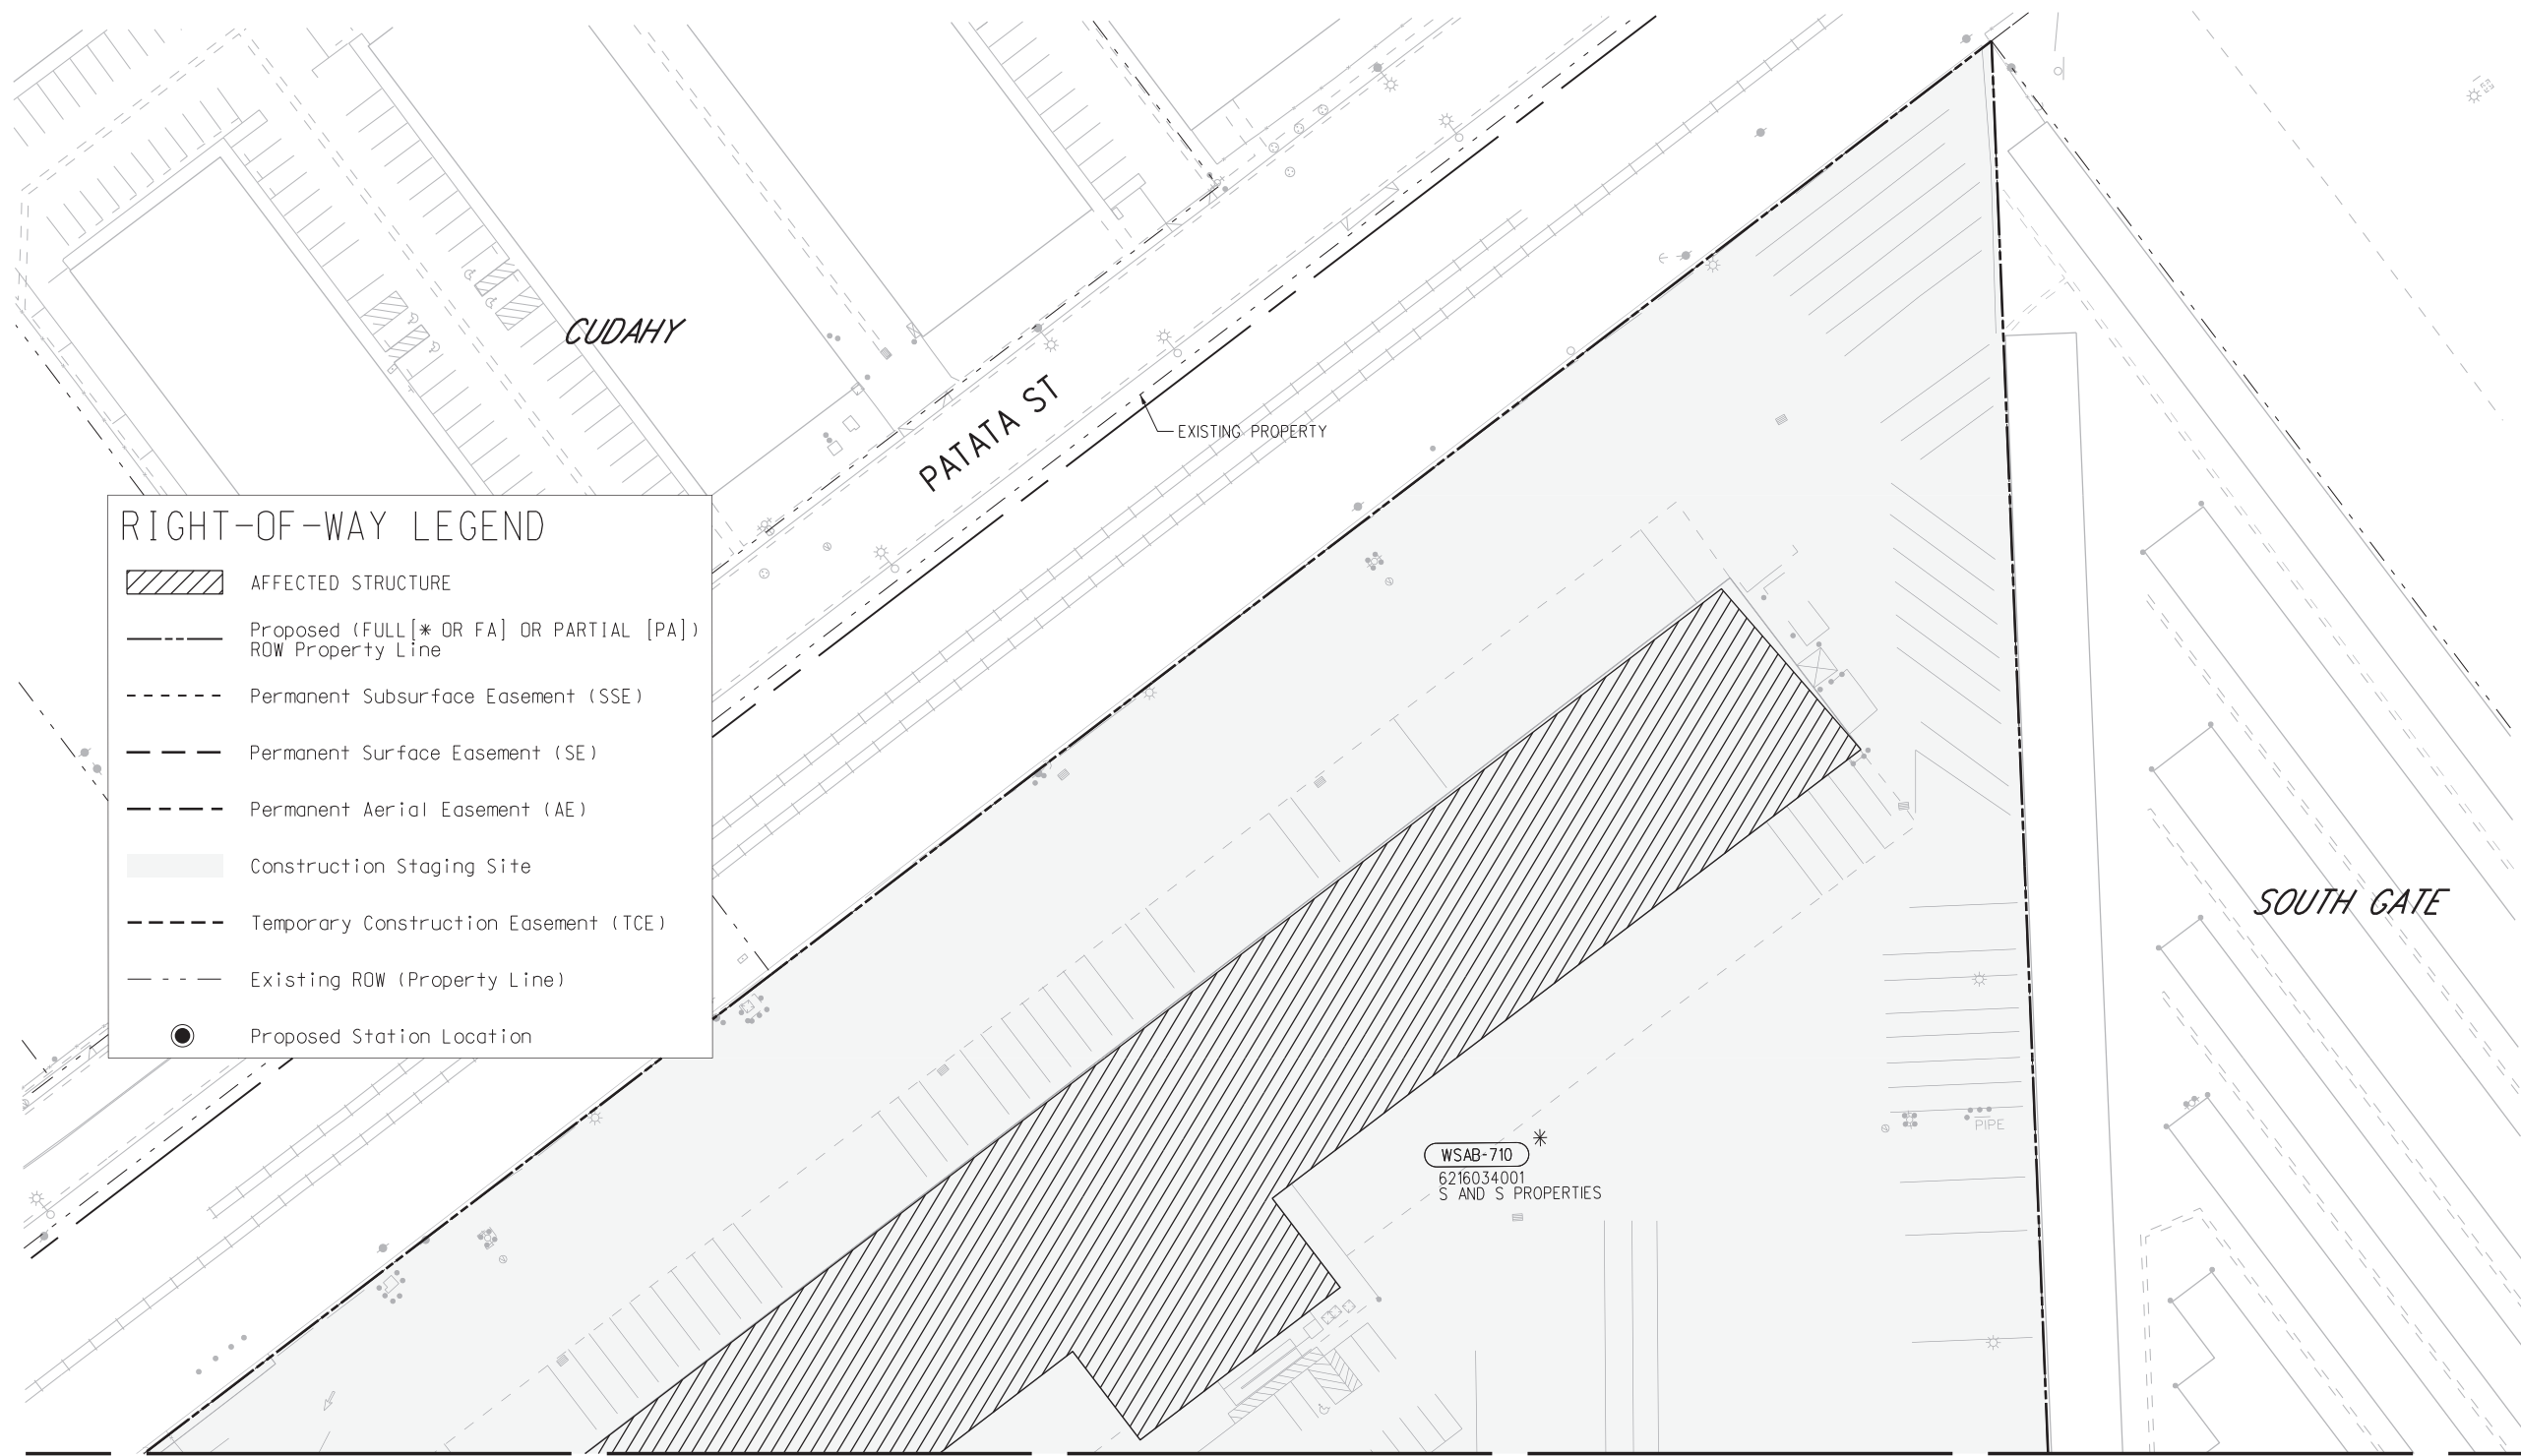 CUDAHY
PATATA ST
EXISTING PROPERTY
RIGHT-OF-WAY LEGEND
AFFECTED STRUCTURE
Proposed (FULL[* OR FA] OR PARTIAL [PA])
ROW Property Line
Permanent Subsurface Easement (SSE)
Permanent Surface Easement (SE)
Permanent Aerial Easement (AE)
Construction Staging Site
Temporary Construction Easement (TCE)
Existing ROW (Property Line)
Proposed Station Location
SOUTH GATE
PIPE
WSAB-710 *
6216034001
S AND S PROPERTIES